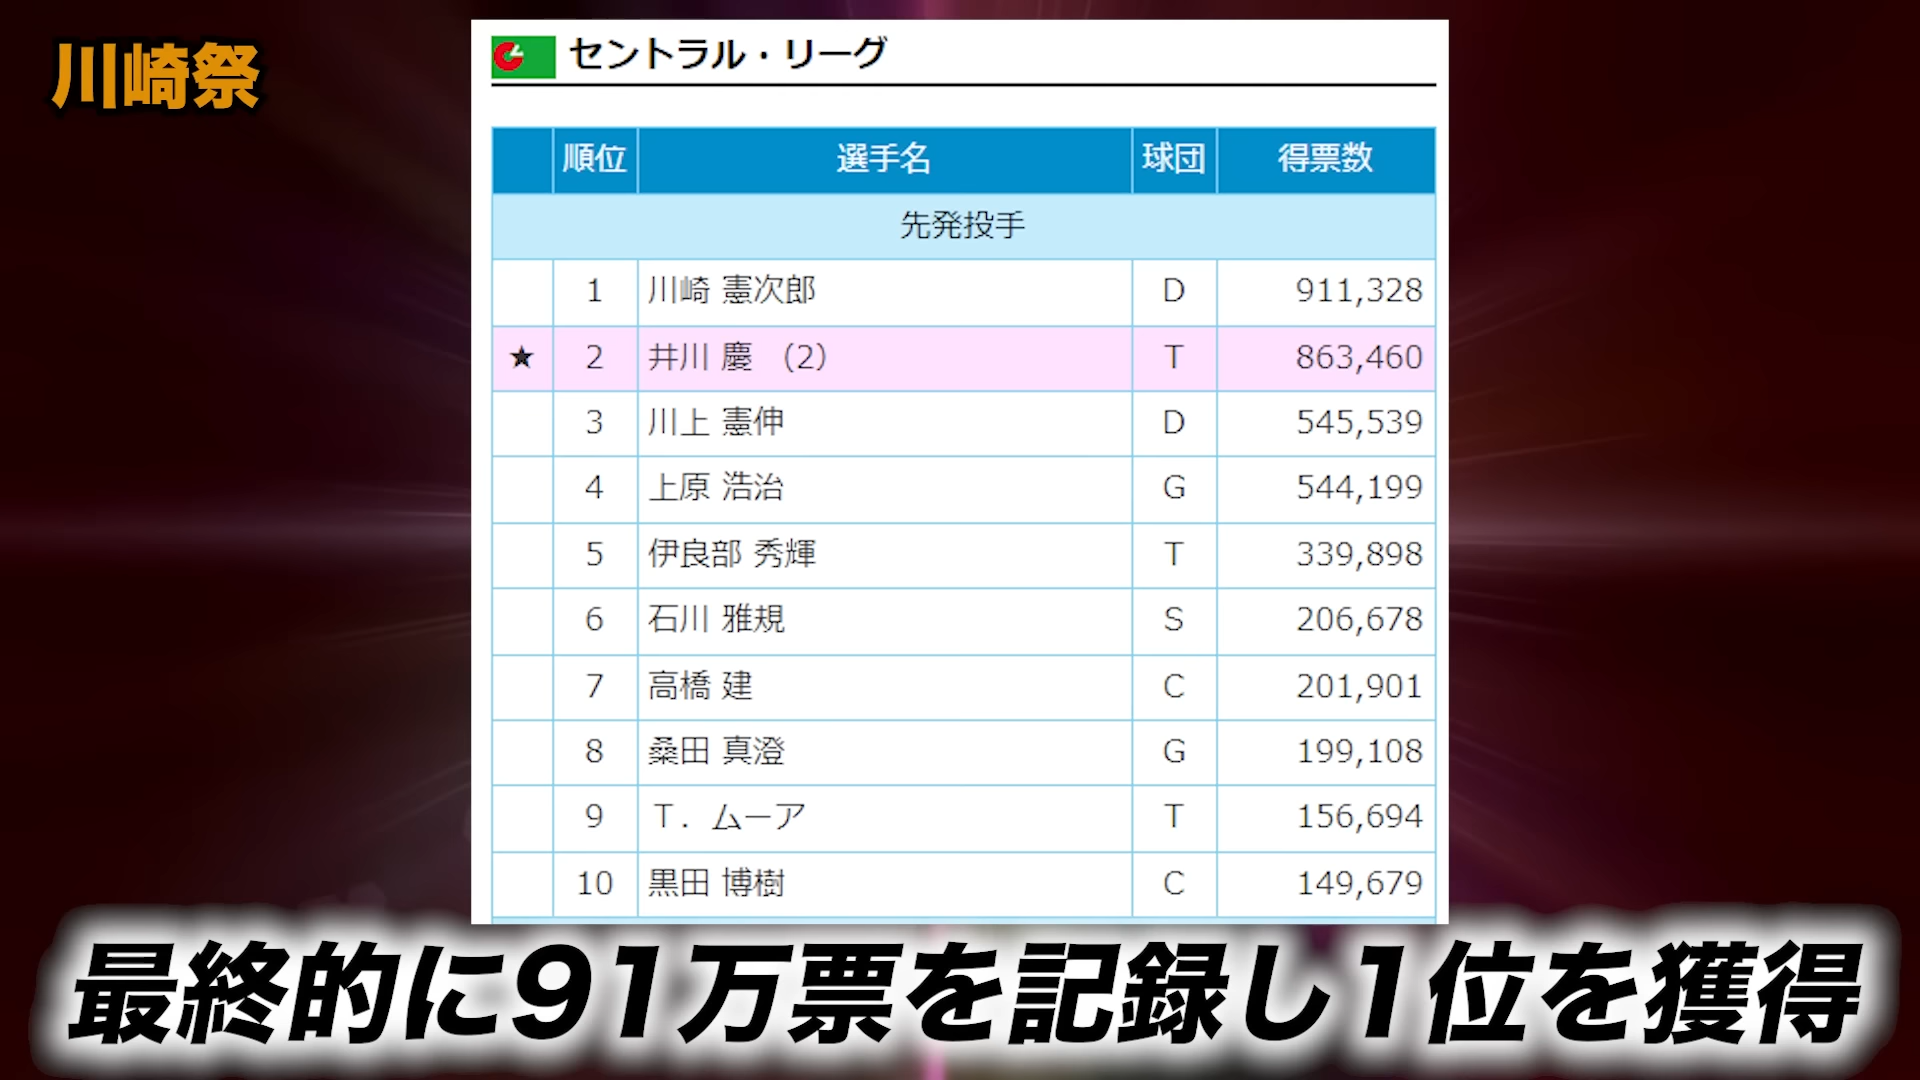 川崎祭
セントラル・リーグ
順位 選手名 球団 得票数
先発投手
1 川崎 憲次郎 D 911,328
★ 2 井川 慶 (2) T 863,460
3 川上 憲伸 D 545,539
4 上原 浩治 G 544,199
5 伊良部 秀輝 T 339,898
6 石川 雅規 S 206,678
7 高橋 建 C 201,901
8 桑田 真澄 G 199,108
9 T．ムーア T 156,694
10 黒田 博樹 C 149,679
最終的に91万票を記録し1位を獲得